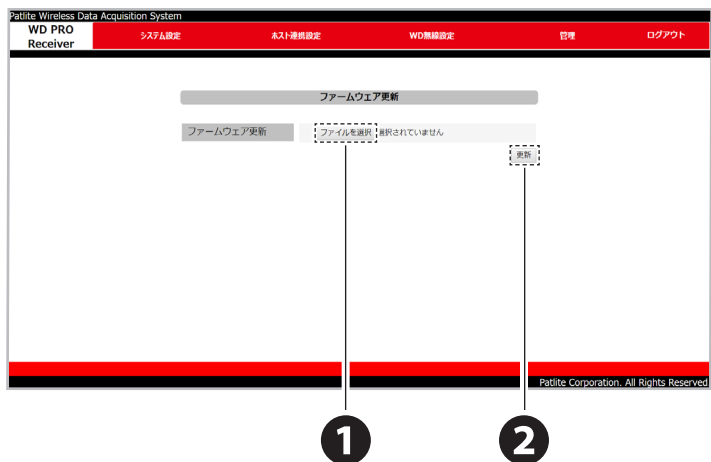 Patlite Wireless Data Acquisition System
WD PRO
Receiver
システム設定
ホスト連携設定
WD無線設定
管理
ログアウト
ファームウェア更新
ファームウェア更新
ファイルを選択 選択されていません
更新
Patlite Corporation. All Rights Reserved
1
2